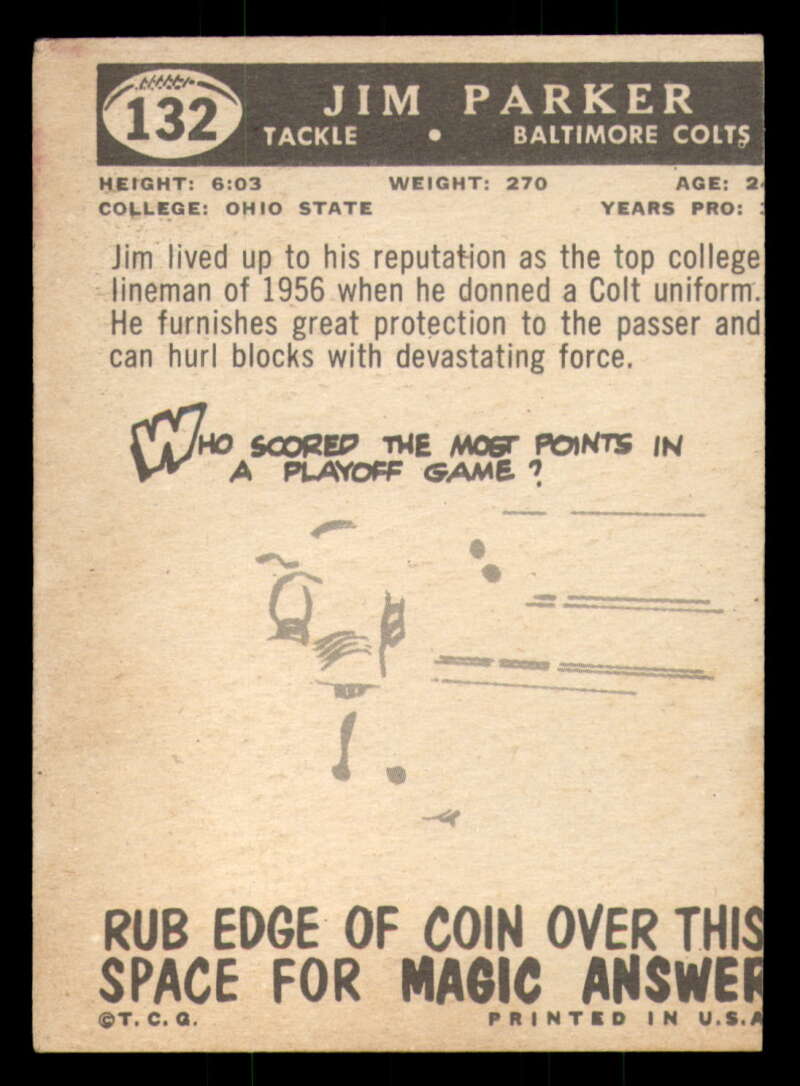 132
JIM PARKER
TACKLE • BALTIMORE COLTS
HEIGHT: 6:03 WEIGHT: 270 AGE: 2
COLLEGE: OHIO STATE YEARS PRO:
Jim lived up to his reputation as the top college
lineman of 1956 when he donned a Colt uniform.
He furnishes great protection to the passer and
can hurl blocks with devastating force.
WHO SCORED THE MOST POINTS IN
A PLAYOFF GAME?
RUB EDGE OF COIN OVER THIS
SPACE FOR MAGIC ANSWER
©T. C. G. PRINTED IN U.S.A